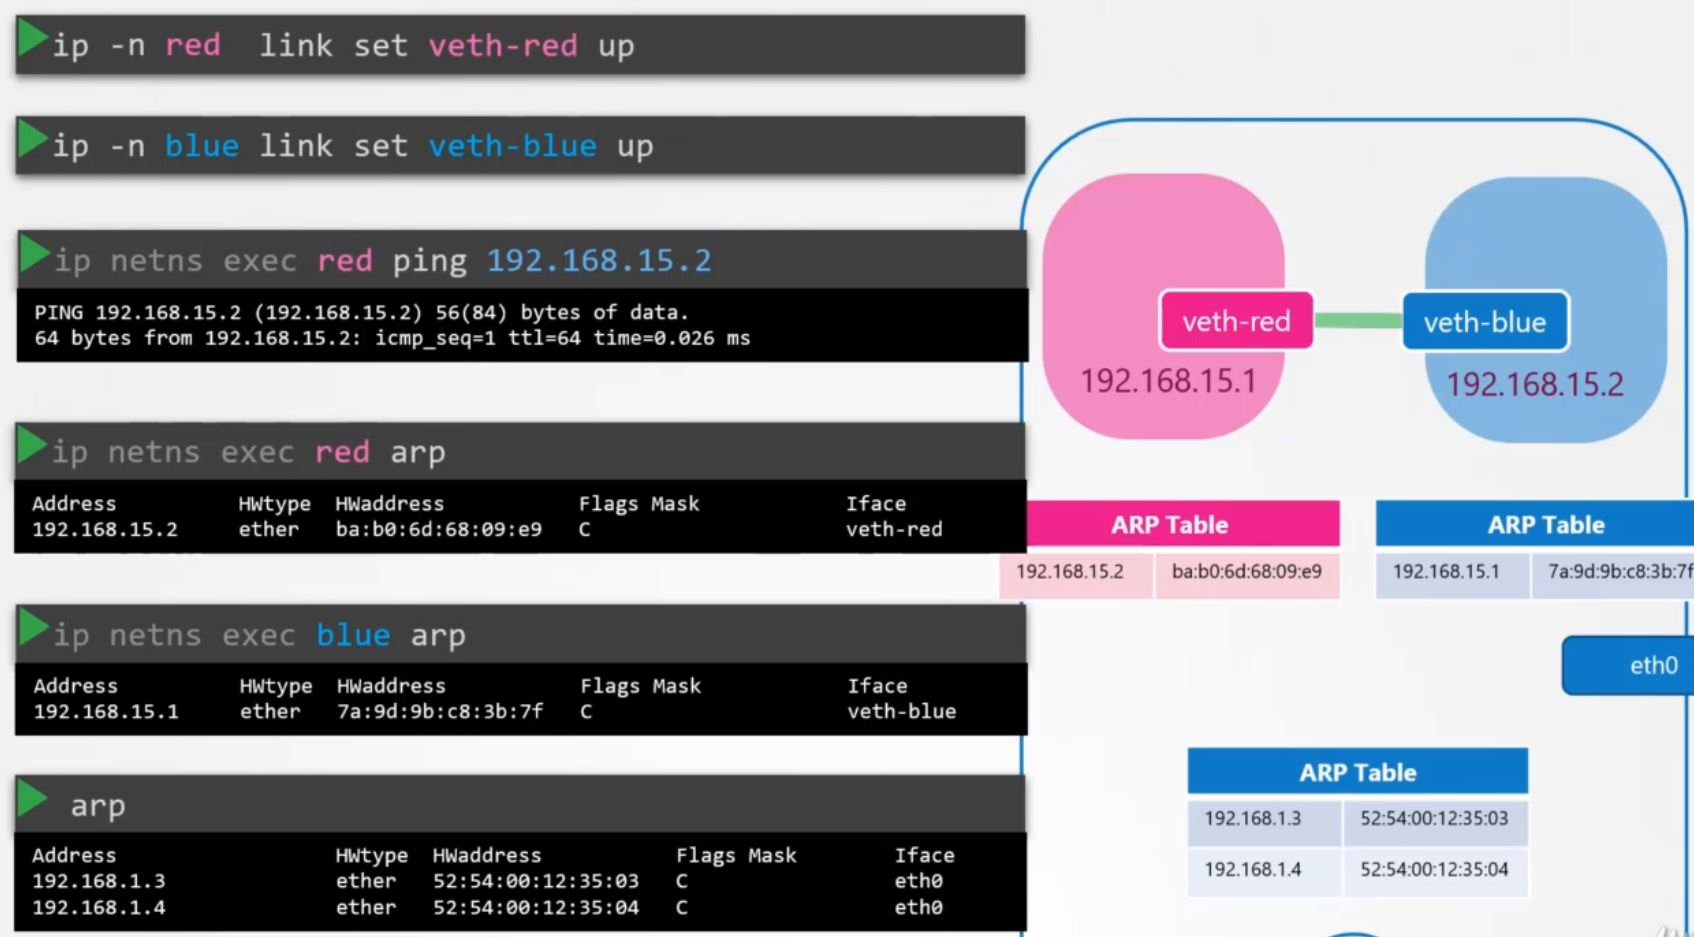 ip -n red link set veth-red up
ip -n blue link set veth-blue up
ip netns exec red ping 192.168.15.2
PING 192.168.15.2 (192.168.15.2) 56(84) bytes of data.
64 bytes from 192.168.15.2: icmp_seq=1 ttl=64 time=0.026 ms
ip netns exec red arp
Address HWtype HWaddress Flags Mask Iface
192.168.15.2 ether ba:b0:6d:68:09:e9 C veth-red
ip netns exec blue arp
Address HWtype HWaddress Flags Mask Iface
192.168.15.1 ether 7a:9d:9b:c8:3b:7f C veth-blue
arp
Address HWtype HWaddress Flags Mask Iface
192.168.1.3 ether 52:54:00:12:35:03 C eth0
192.168.1.4 ether 52:54:00:12:35:04 C eth0
veth-red
veth-blue
192.168.15.1
192.168.15.2
ARP Table
192.168.15.2 ba:b0:6d:68:09:e9
ARP Table
192.168.15.1 7a:9d:9b:c8:3b:7f
eth0
ARP Table
192.168.1.3 52:54:00:12:35:03
192.168.1.4 52:54:00:12:35:04